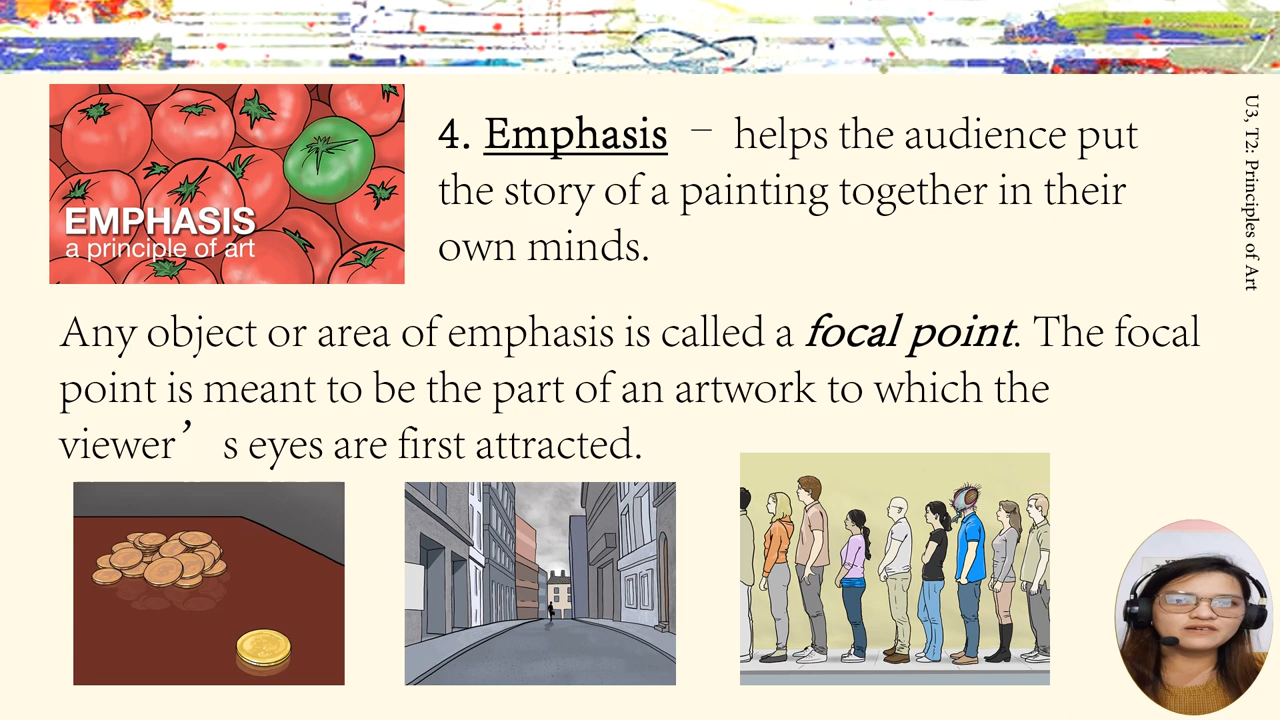 EMPHASIS
a principle of art
4. Emphasis – helps the audience put
the story of a painting together in their
own minds.
Any object or area of emphasis is called a focal point. The focal
point is meant to be the part of an artwork to which the
viewer’s eyes are first attracted.
U3, T2: Principles of Art